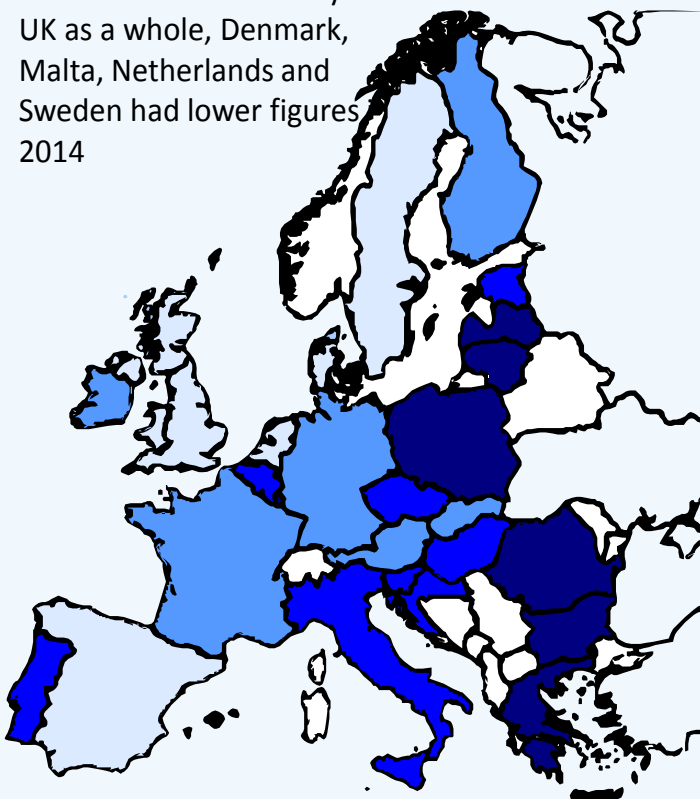 UK as a whole, Denmark,
Malta, Netherlands and
Sweden had lower figures
2014